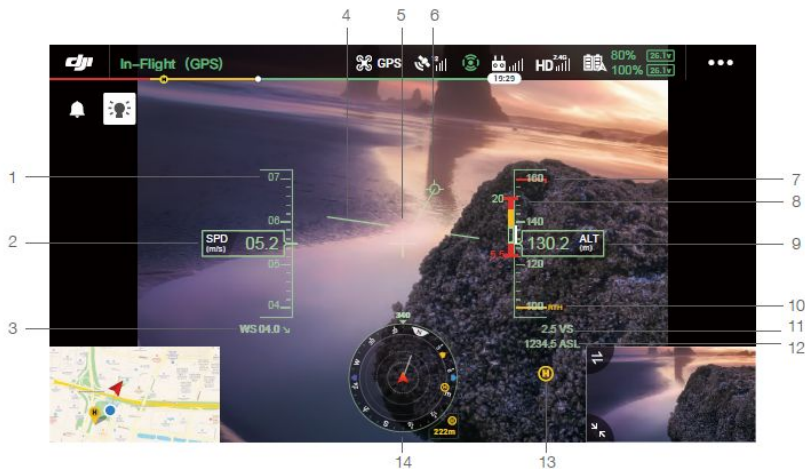 4 5 6
dji In-Flight (GPS) GPS HD 2.4G 80% 26.1v
100% 26.1v
19:29
1 07 160 7
20 8
06 140
2 SPD (m/s) 05.2 130.2 ALT (m) 9
05 5.5 120
04 100 RTH 10
3 WS 04.0 340 2.5 VS 11
1234.5 ASL 12
N
W
S
H H
H
222m
14 13